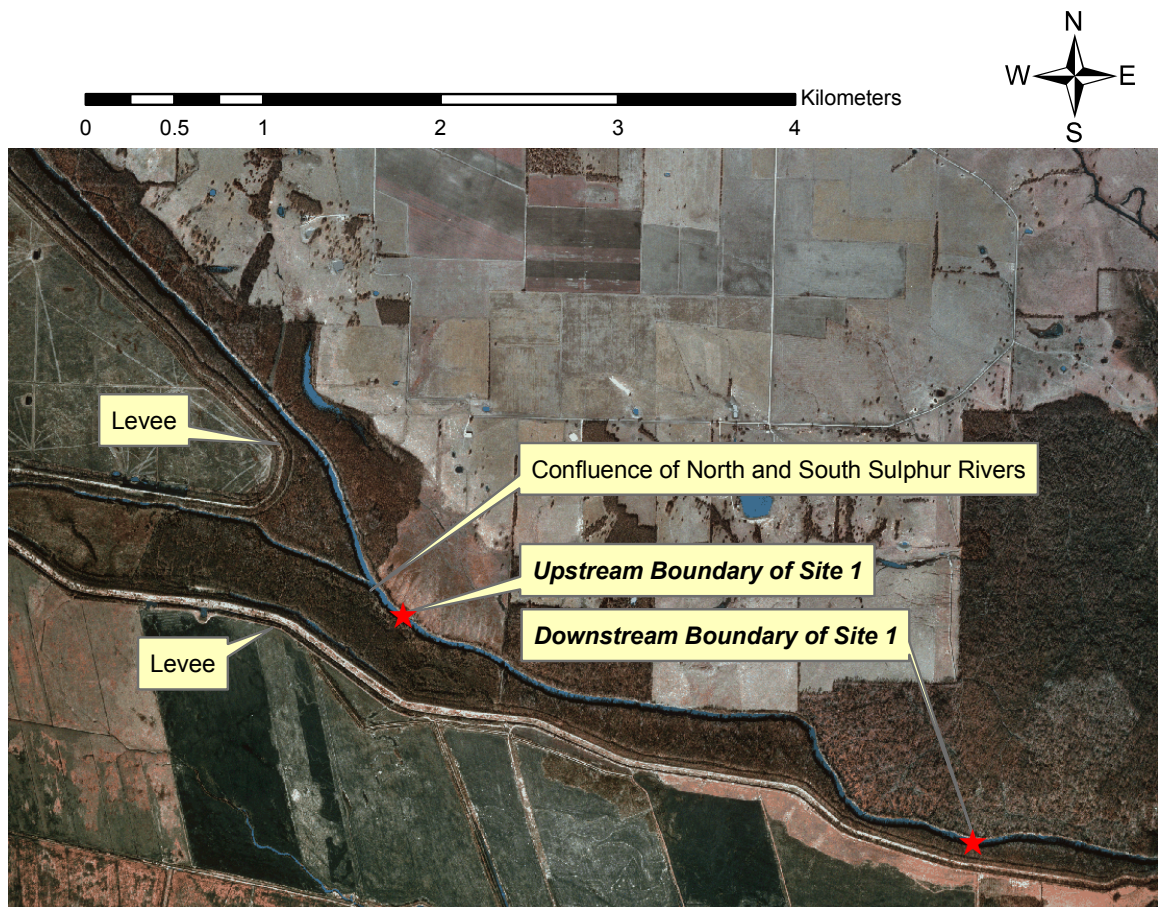 N
W E
S
Kilometers
0 0.5 1 2 3 4
Levee
Confluence of North and South Sulphur Rivers
Upstream Boundary of Site 1
Downstream Boundary of Site 1
Levee